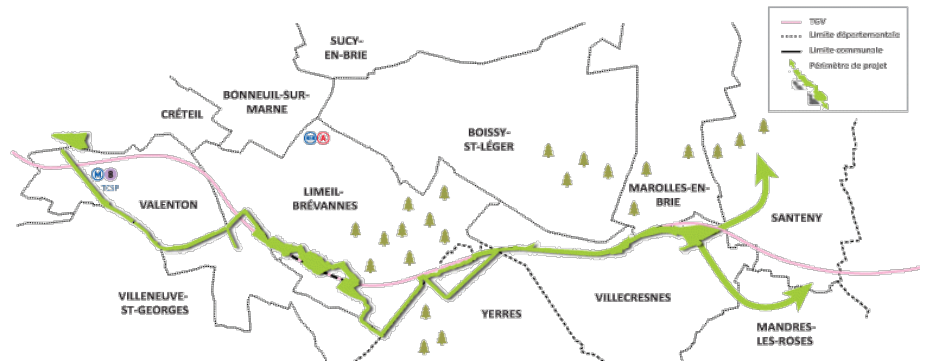 TGV
Limite départementale
Limite communale
Périmètre de projet
SUCY-
EN-BRIE
BONNEUIL-SUR-
MARNE
CRÉTEIL
RER A
BOISSY-
ST-LÉGER
M 8
TCSP
VALENTON
LIMEIL-
BRÉVANNES
MAROLLES-EN-
BRIE
SANTENY
VILLENEUVE-
ST-GEORGES
YERRES
VILLECRESNES
MANDRES-
LES-ROSES